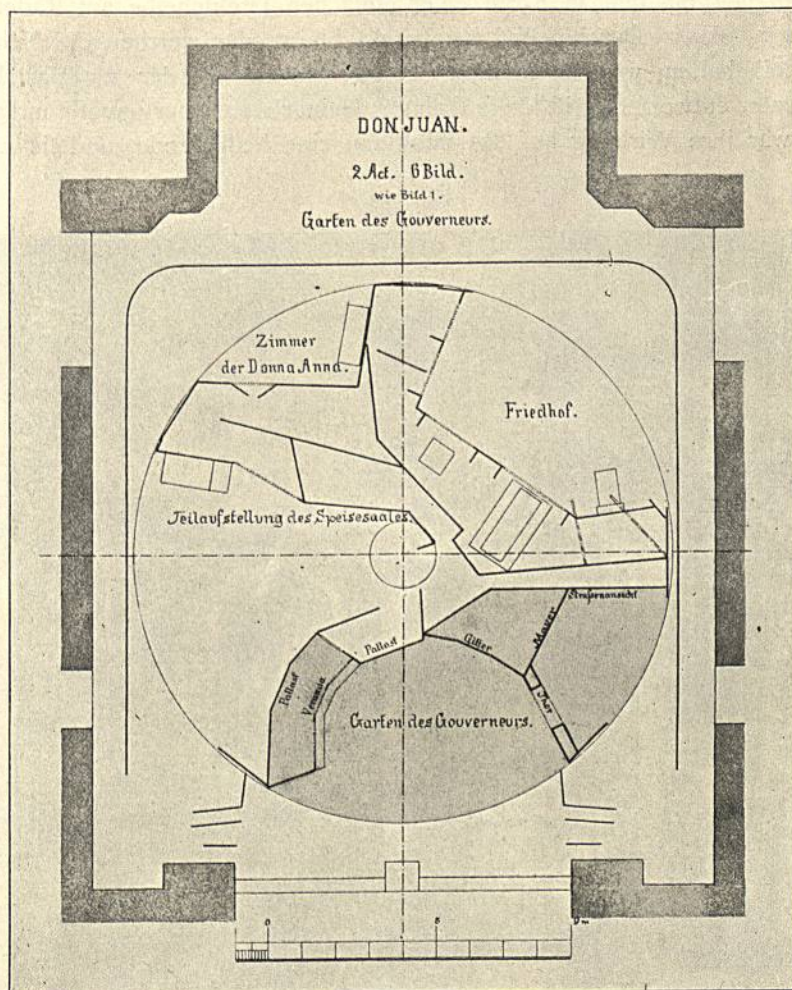 DON JUAN.
2. Act. 6 Bild.
wie Bild 1.
Garten des Gouverneurs.
Zimmer
der Donna Anna.
Friedhof.
Teilaufstellung des Speisesaales.
Strassenansicht
Mauer
Gitter
Pallast
Pallast
Veranda
Thor
Garten des Gouverneurs.
0
5